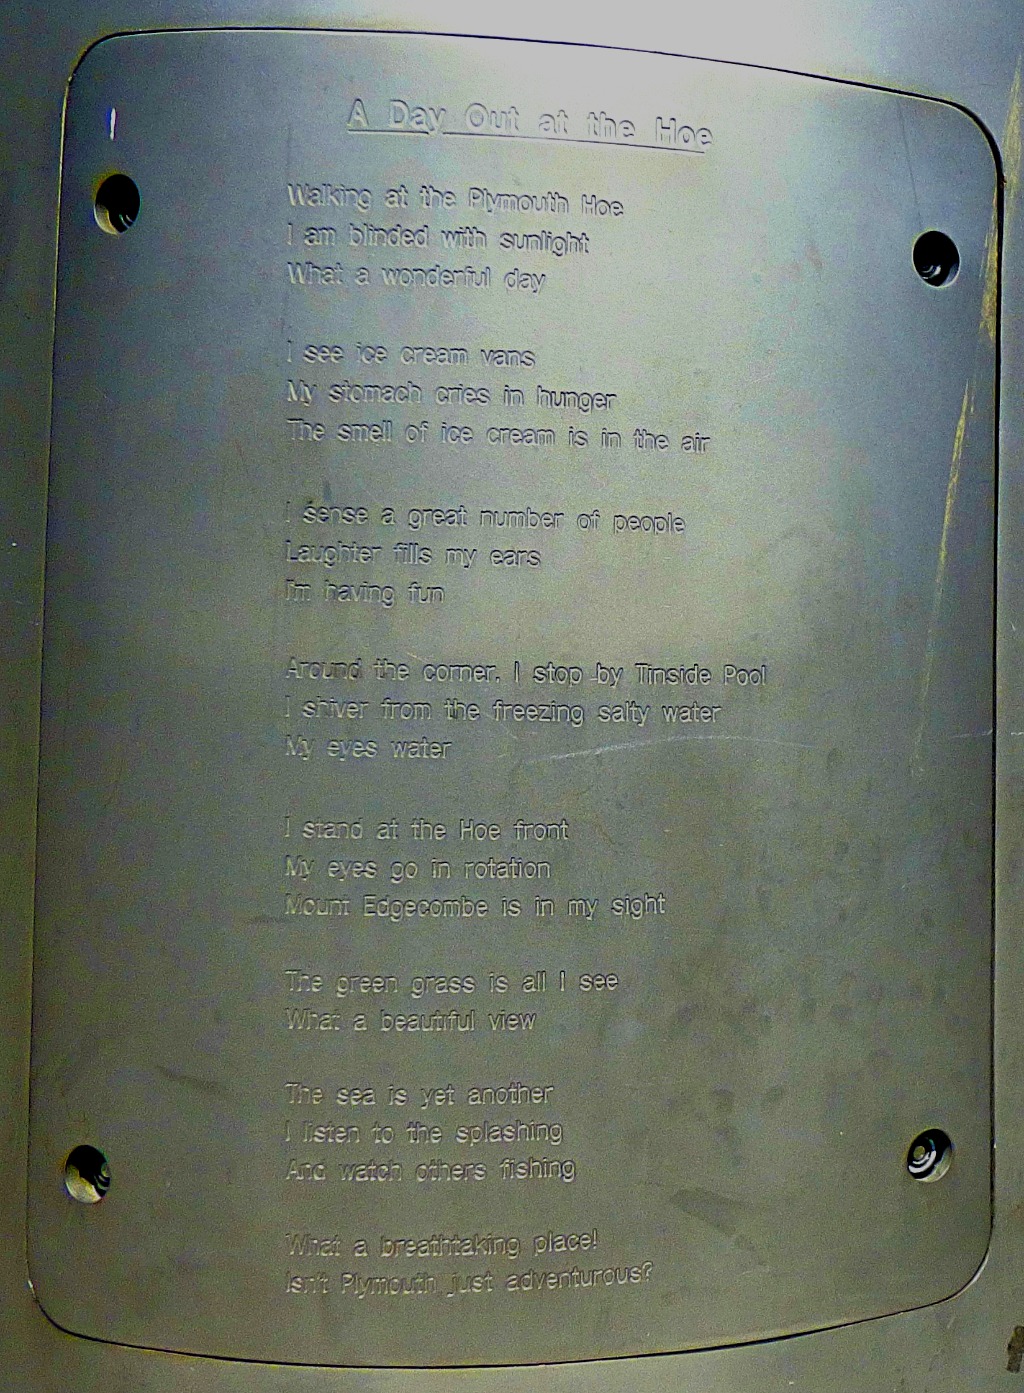 A Day Out at the Hoe
Walking at the Plymouth Hoe
I am blinded with sunlight
What a wonderful day
I see ice cream vans
My stomach cries in hunger
The smell of ice cream is in the air
I sense a great number of people
Laughter fills my ears
I'm having fun
Around the corner, I stop by Tinside Pool
I shiver from the freezing salty water
My eyes water
I stand at the Hoe front
My eyes go in rotation
Mount Edgecombe is in my sight
The green grass is all I see
What a beautiful view
The sea is yet another
I listen to the splashing
And watch others fishing
What a breathtaking place!
Isn't Plymouth just adventurous?